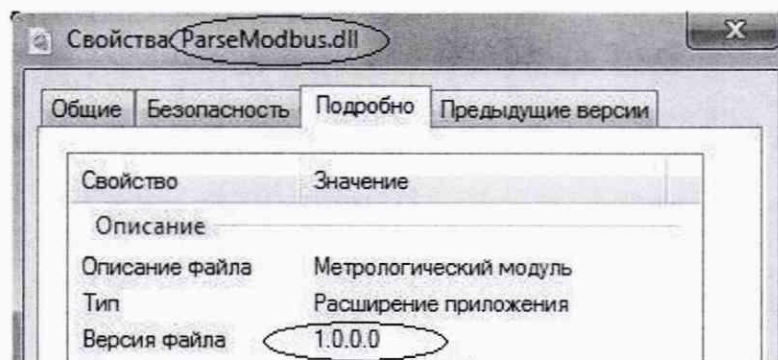 Свойства ParseModbus.dll
Общие Безопасность Подробно Предыдущие версии
Свойство Значение
Описание
Описание файла Метрологический модуль
Тип Расширение приложения
Версия файла 1.0.0.0